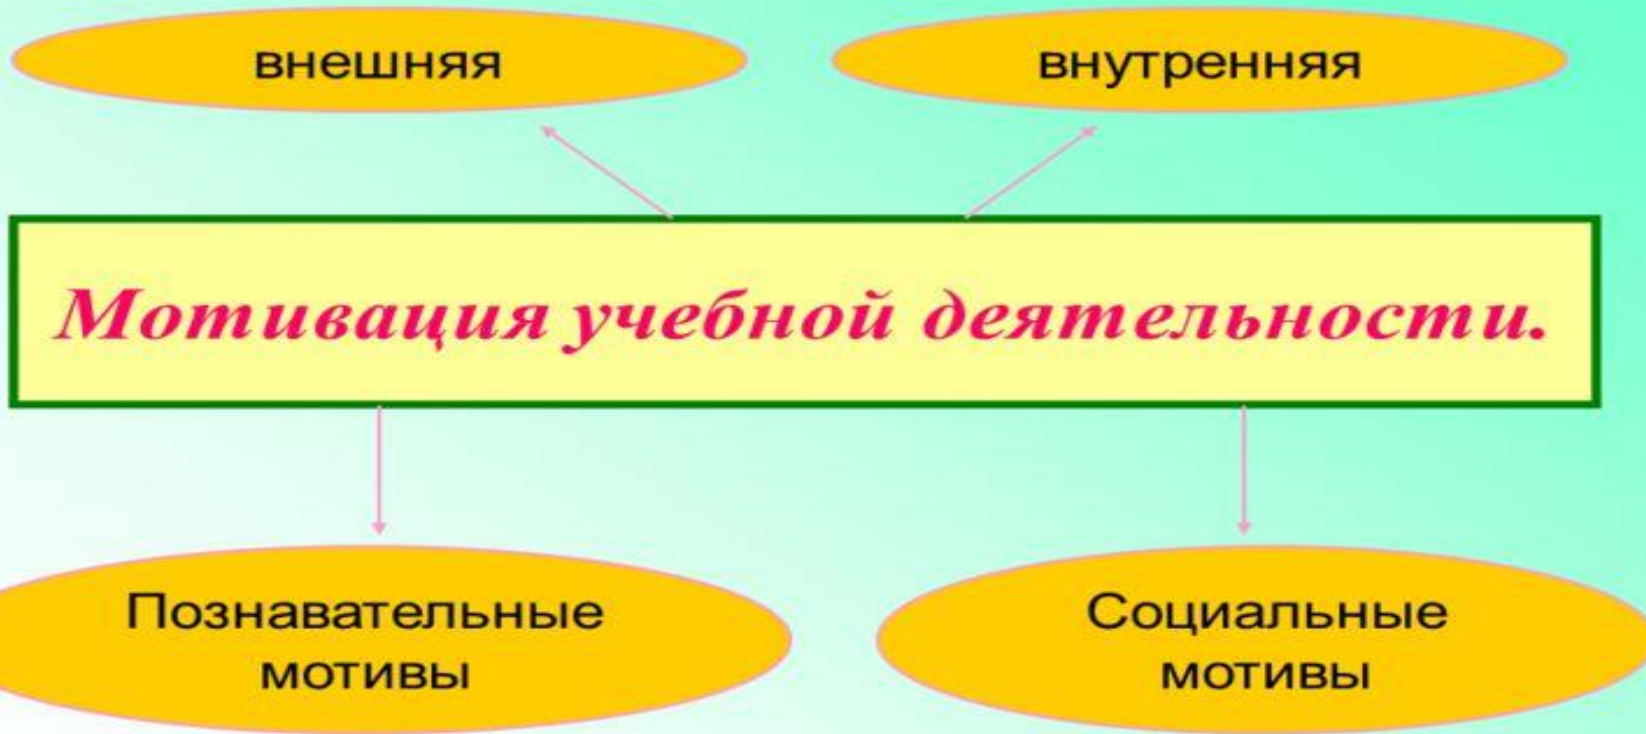 внешняя
внутренняя
Мотивация учебной деятельности.
Познавательные
мотивы
Социальные
мотивы